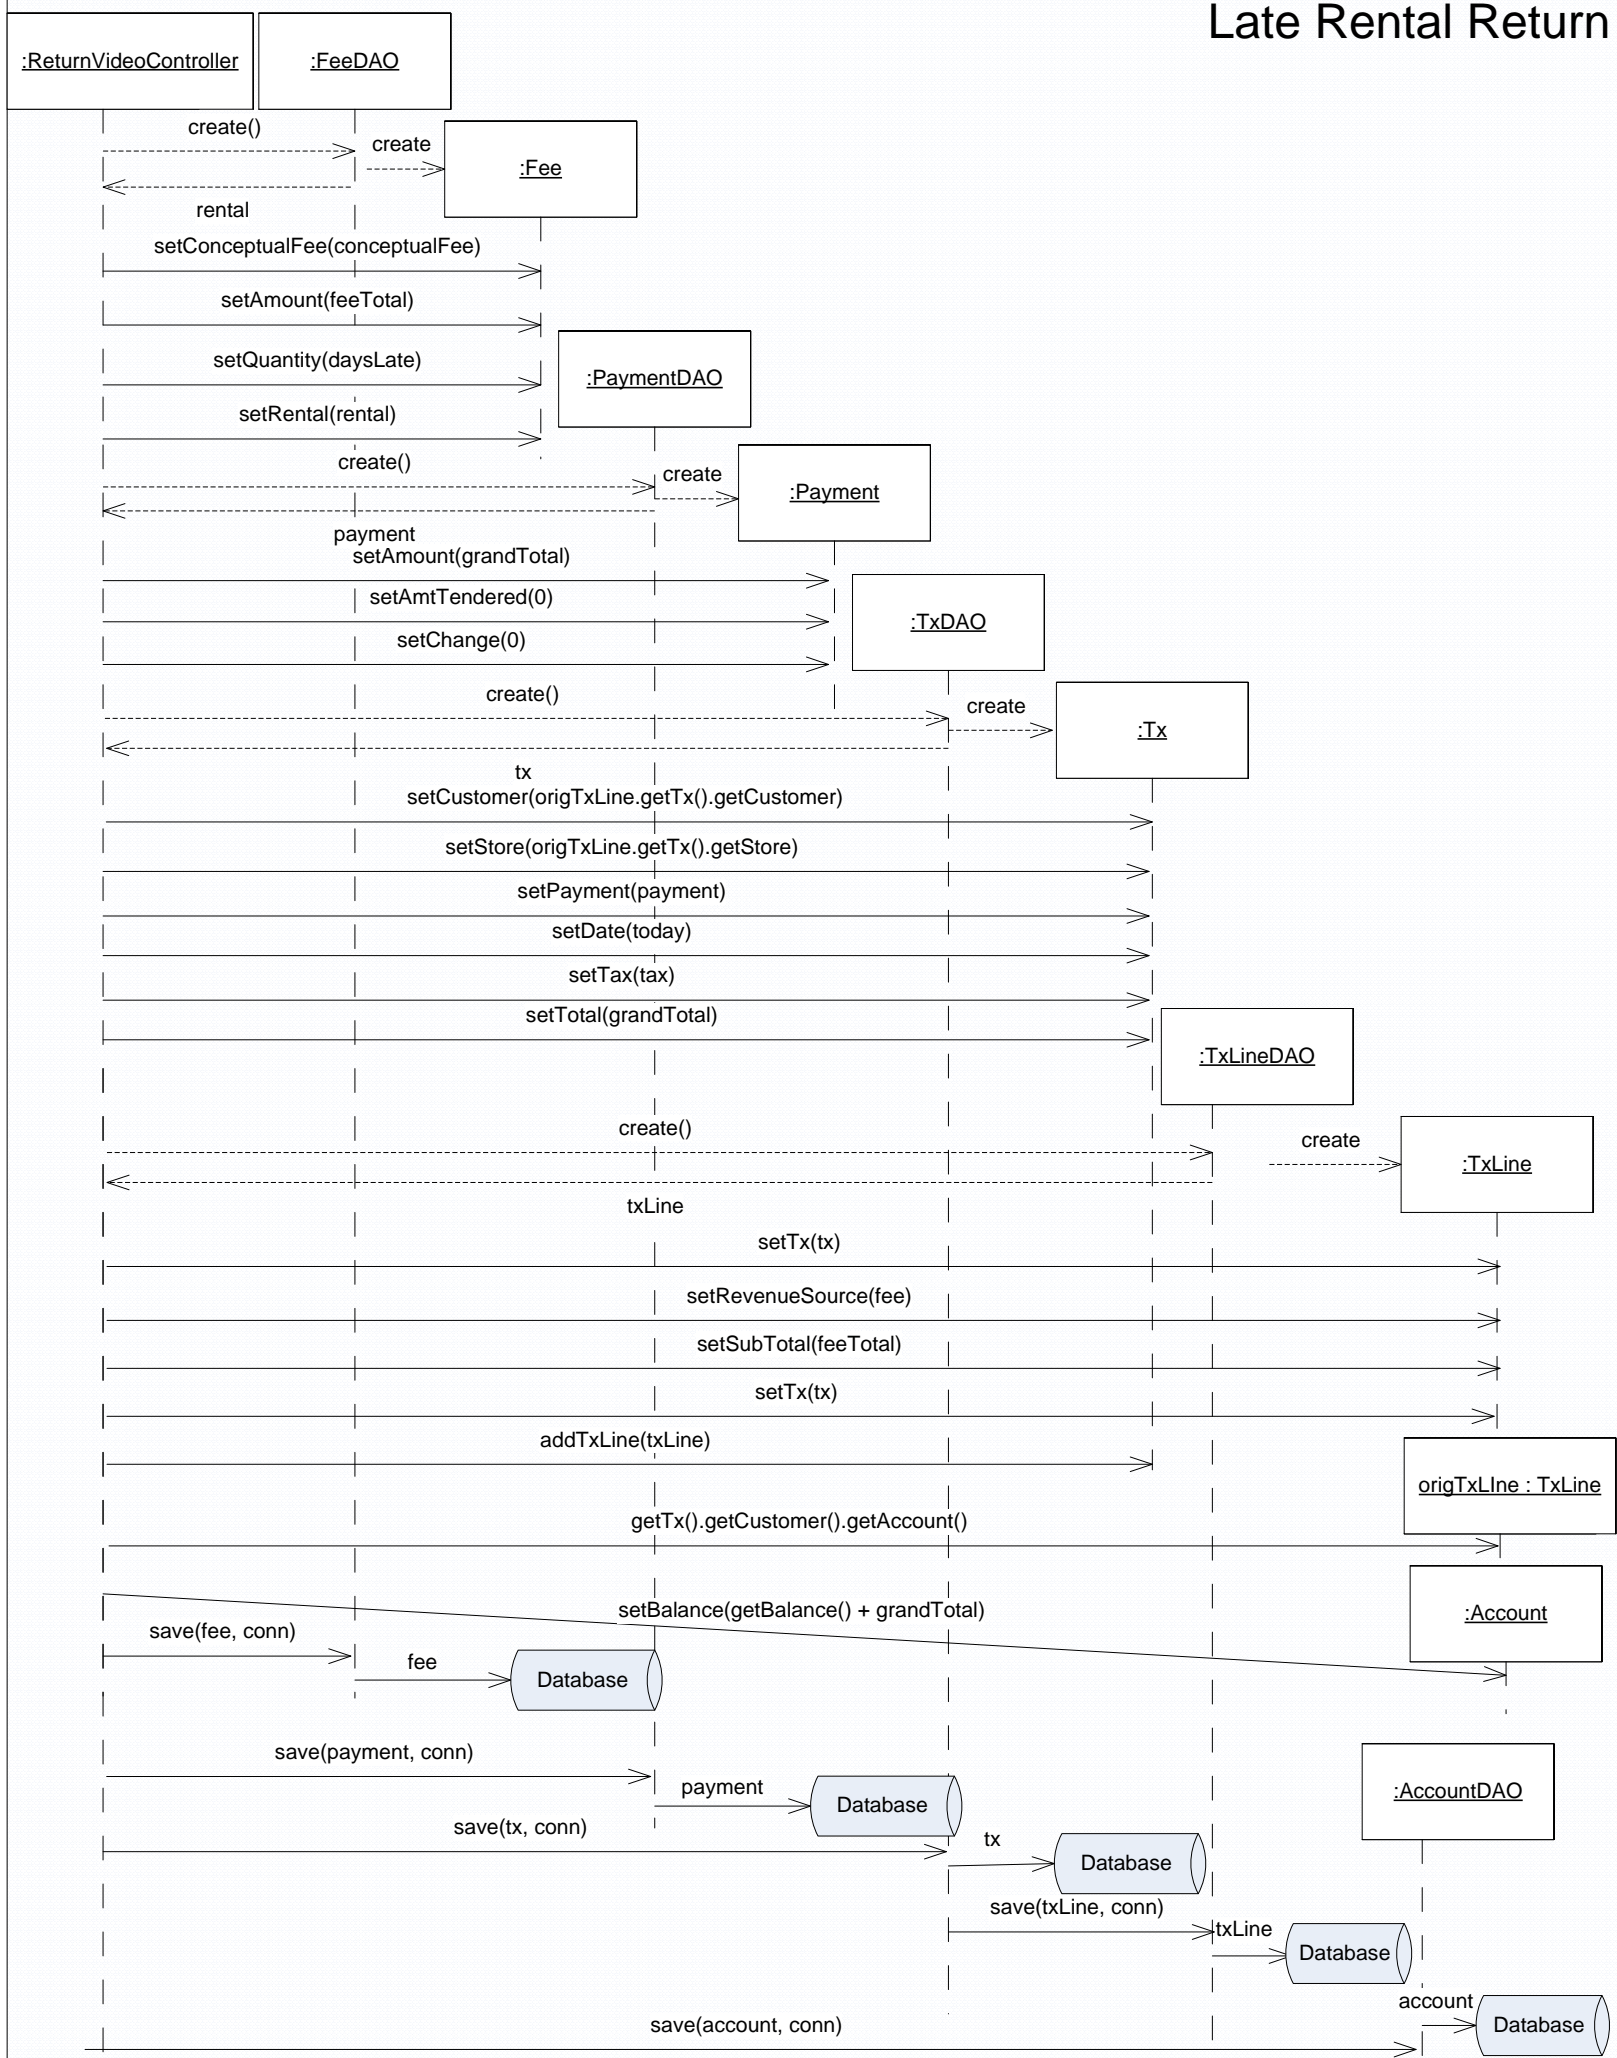 Late Rental Return
:ReturnVideoController
:FeeDAO
create()
create
:Fee
rental
setConceptualFee(conceptualFee)
setAmount(feeTotal)
setQuantity(daysLate)
:PaymentDAO
setRental(rental)
create()
create
:Payment
payment
setAmount(grandTotal)
setAmtTendered(0)
:TxDAO
setChange(0)
create()
create
:Tx
tx
setCustomer(origTxLine.getTx().getCustomer)
setStore(origTxLine.getTx().getStore)
setPayment(payment)
setDate(today)
setTax(tax)
setTotal(grandTotal)
:TxLineDAO
create()
create
:TxLine
txLine
setTx(tx)
setRevenueSource(fee)
setSubTotal(feeTotal)
setTx(tx)
addTxLine(txLine)
origTxLIne : TxLine
getTx().getCustomer().getAccount()
setBalance(getBalance() + grandTotal)
:Account
save(fee, conn)
fee
Database
save(payment, conn)
payment
Database
:AccountDAO
save(tx, conn)
tx
Database
save(txLine, conn)
txLine
Database
account
Database
save(account, conn)